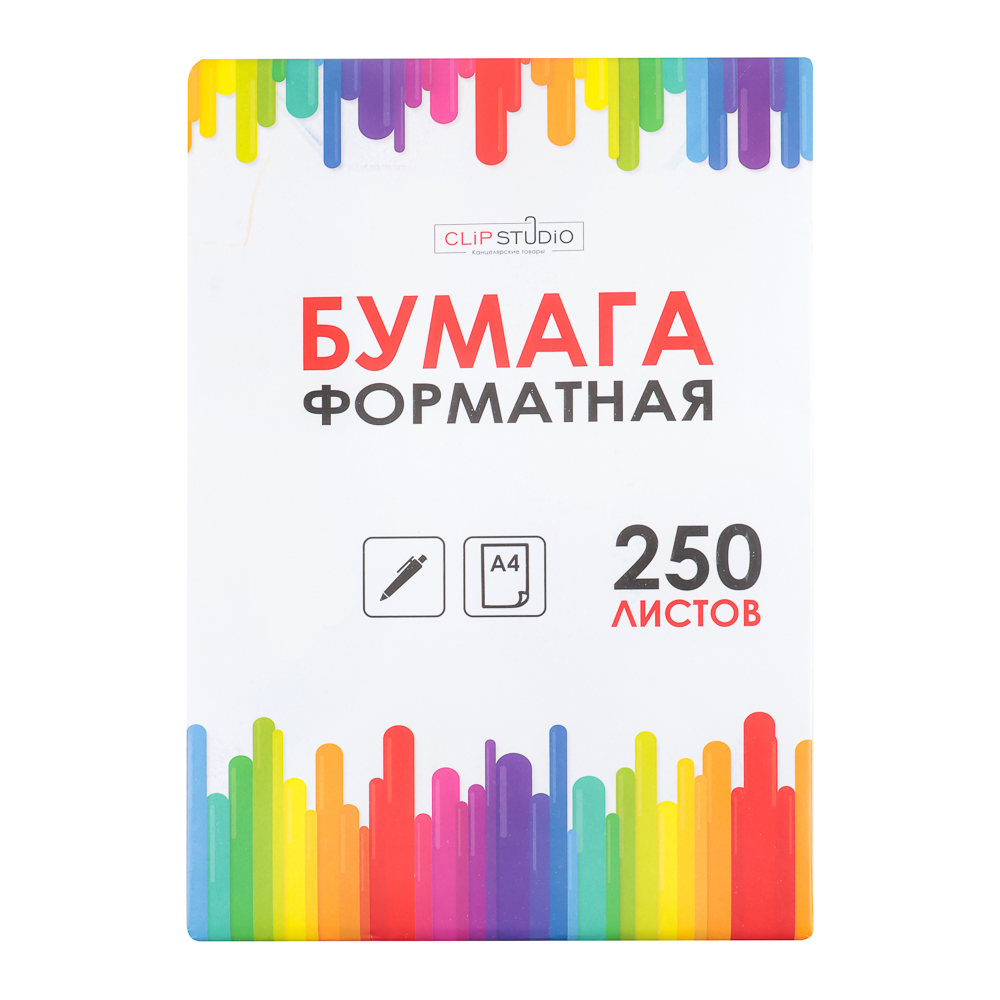 CLiP STUDiO
Канцелярские товары
БУМАГА
ФОРМАТНАЯ
A4
250
ЛИСТОВ